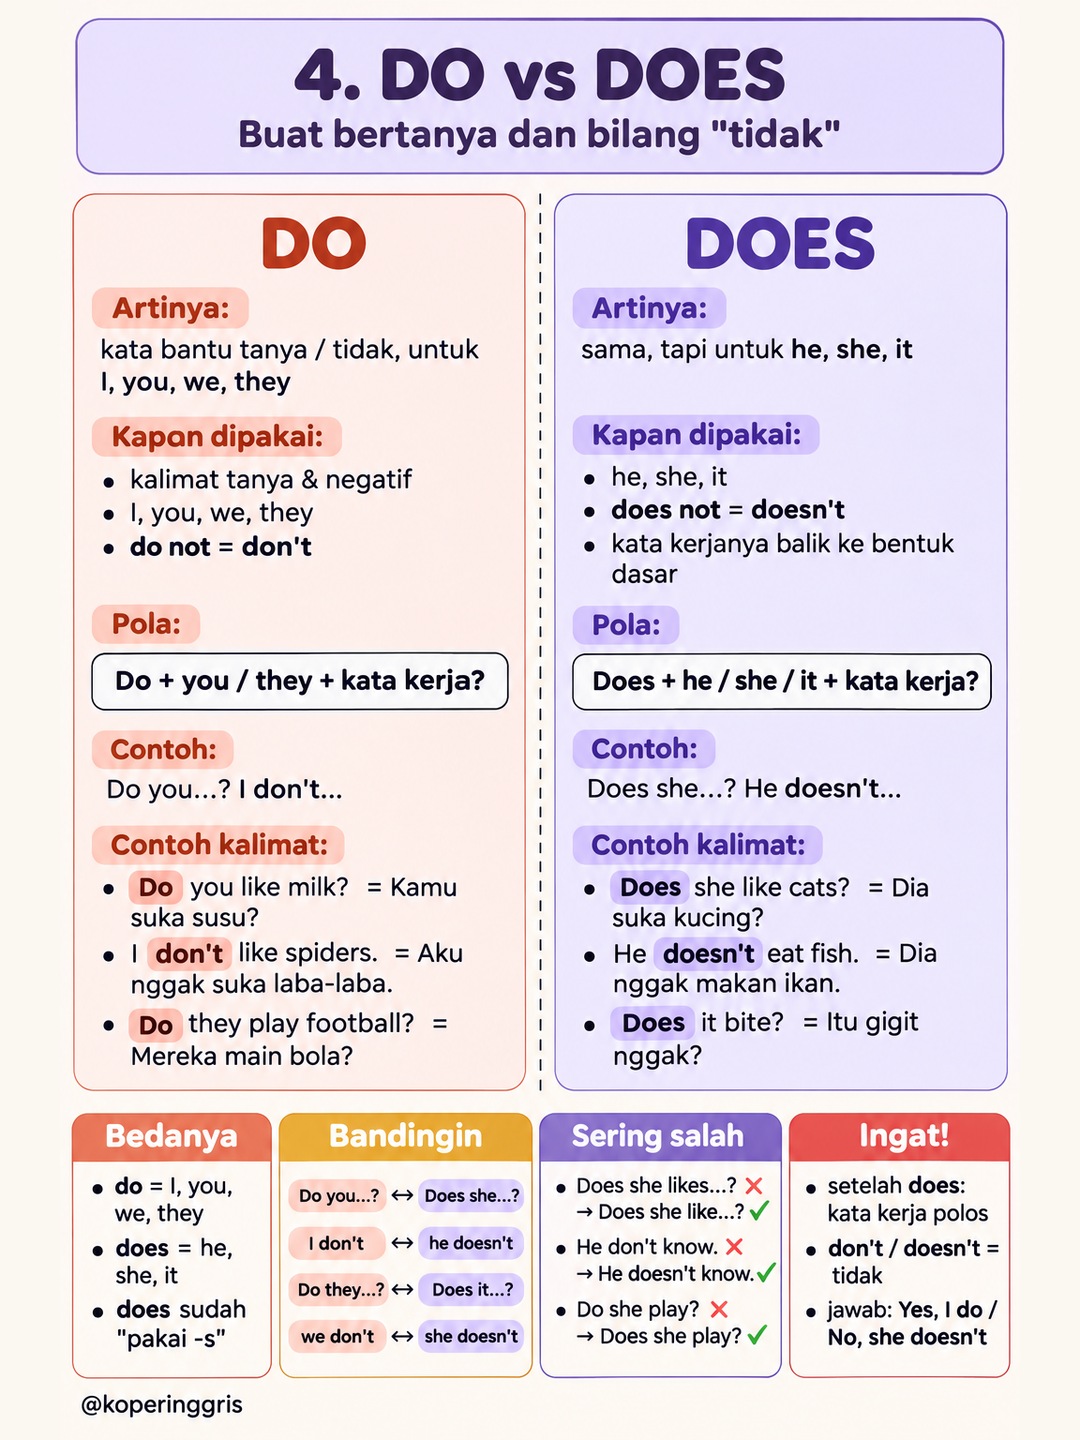 4. DO vs DOES
Buat bertanya dan bilang "tidak"
DO
Artinya:
kata bantu tanya / tidak, untuk
I, you, we, they
Kapan dipakai:
• kalimat tanya & negatif
• I, you, we, they
• do not = don't
Pola:
Do + you / they + kata kerja?
Contoh:
Do you...? I don't...
Contoh kalimat:
• Do you like milk? = Kamu
suka susu?
• I don't like spiders. = Aku
nggak suka laba-laba.
• Do they play football? =
Mereka main bola?
DOES
Artinya:
sama, tapi untuk he, she, it
Kapan dipakai:
• he, she, it
• does not = doesn't
• kata kerjanya balik ke bentuk
dasar
Pola:
Does + he / she / it + kata kerja?
Contoh:
Does she...? He doesn't...
Contoh kalimat:
• Does she like cats? = Dia
suka kucing?
• He doesn't eat fish. = Dia
nggak makan ikan.
• Does it bite? = Itu gigit
nggak?
Bedanya
• do = I, you,
we, they
• does = he,
she, it
• does sudah
"pakai -s"
Bandingin
Do you...? ↔ Does she...?
I don't ↔ he doesn't
Do they...? ↔ Does it...?
we don't ↔ she doesn't
Sering salah
• Does she likes...? ❌
→ Does she like...? ✓
• He don't know. ❌
→ He doesn't know. ✓
• Do she play? ❌
→ Does she play? ✓
Ingat!
• setelah does:
kata kerja polos
• don't / doesn't =
tidak
• jawab: Yes, I do /
No, she doesn't
@koperinggris